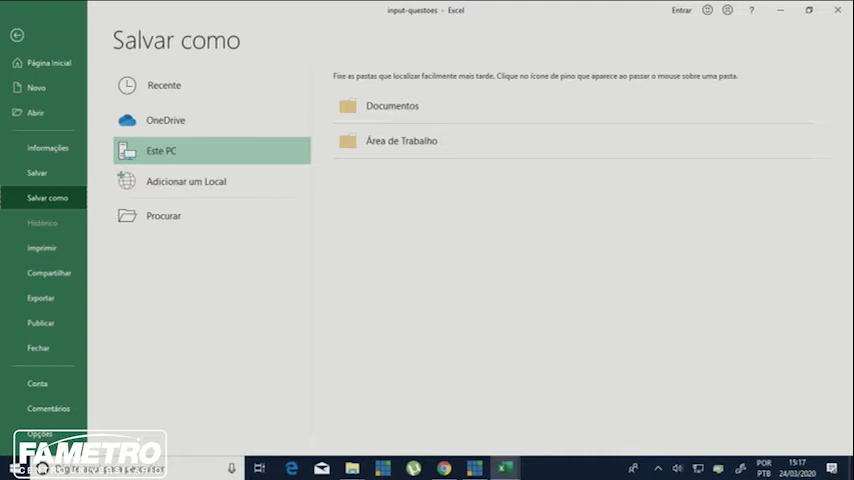 input-questoes - Excel
Entrar
?
Salvar como
Página Inicial
Novo
Abrir
Informações
Salvar
Salvar como
Histórico
Imprimir
Compartilhar
Exportar
Publicar
Fechar
Conta
Comentários
Opções
Recente
OneDrive
Este PC
Adicionar um Local
Procurar
Fixe as pastas que localizar facilmente mais tarde. Clique no ícone de pino que aparece ao passar o mouse sobre uma pasta.
Documentos
Área de Trabalho
FAMETRO
POR
PTB
15:17
24/03/2020